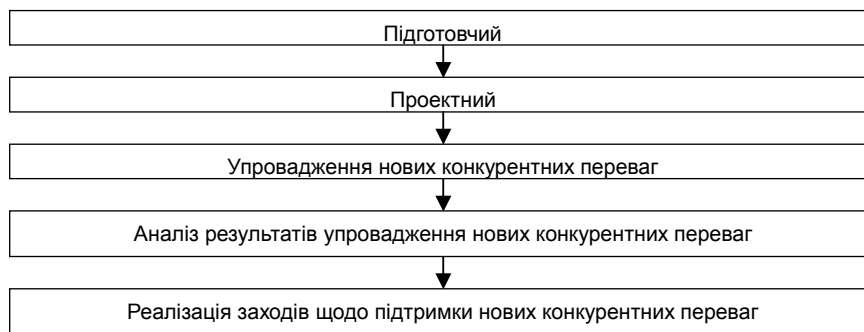 Підготовчий
Проектний
Упровадження нових конкурентних переваг
Аналіз результатів упровадження нових конкурентних переваг
Реалізація заходів щодо підтримки нових конкурентних переваг